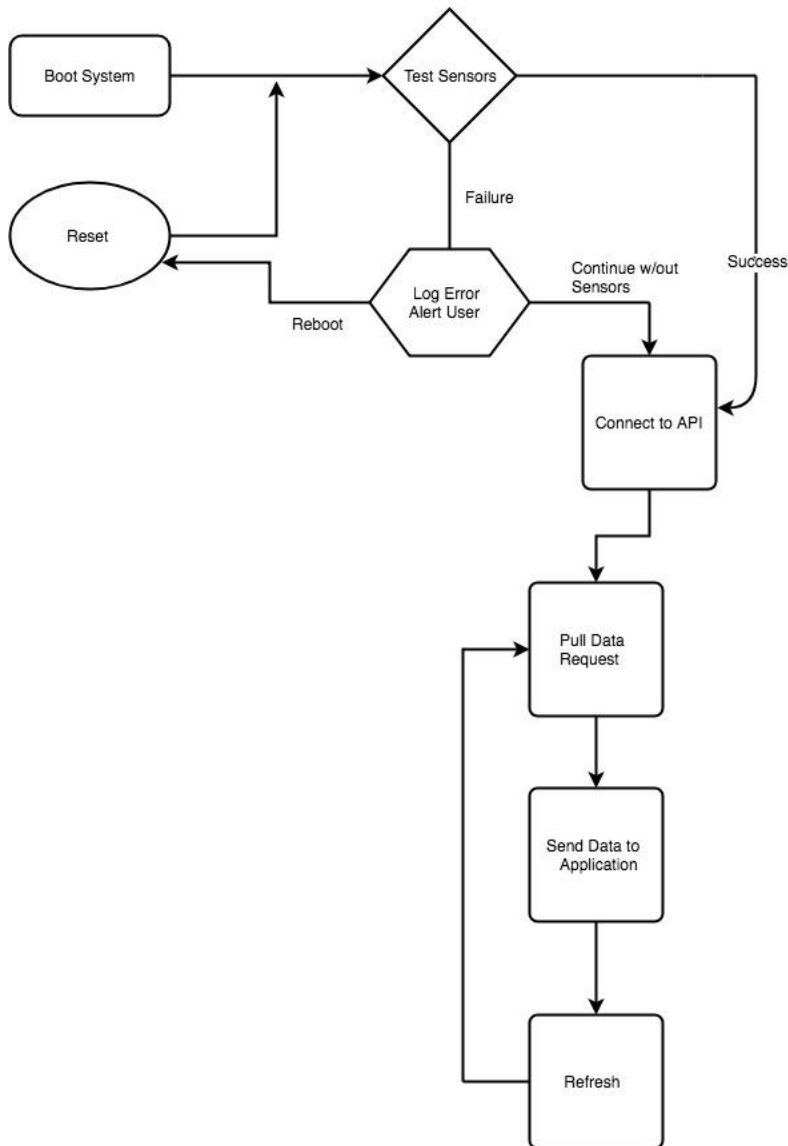 Boot System
Test Sensors
Failure
Reset
Log Error
Alert User
Continue w/out
Sensors
Success
Reboot
Connect to API
Pull Data
Request
Send Data to
Application
Refresh